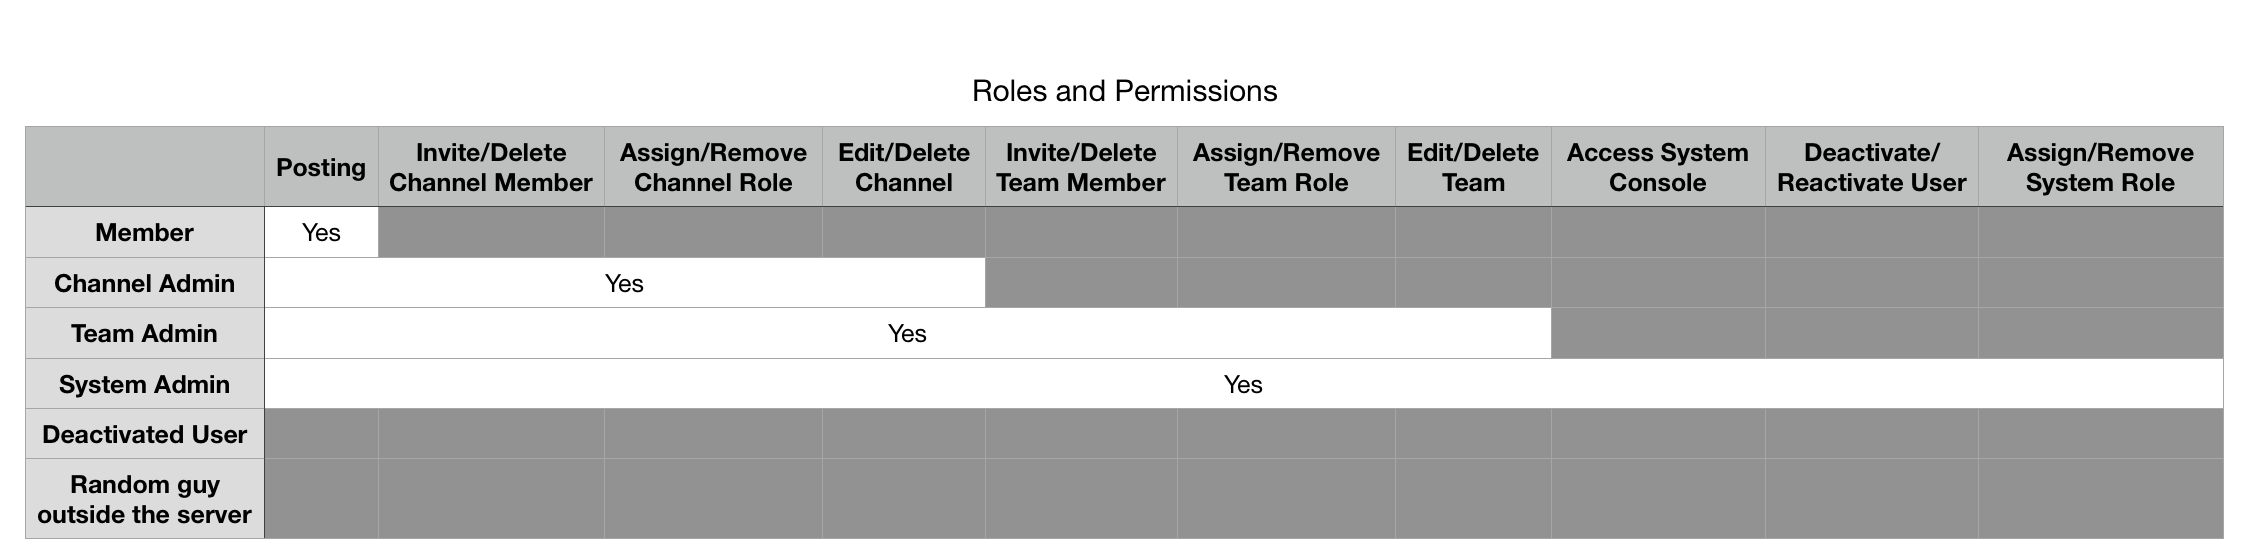 Roles and Permissions
Posting
Invite/Delete
Channel Member
Assign/Remove
Channel Role
Edit/Delete
Channel
Invite/Delete
Team Member
Assign/Remove
Team Role
Edit/Delete
Team
Access System
Console
Deactivate/
Reactivate User
Assign/Remove
System Role
Member
Yes
Channel Admin
Yes
Team Admin
Yes
System Admin
Yes
Deactivated User
Random guy
outside the server